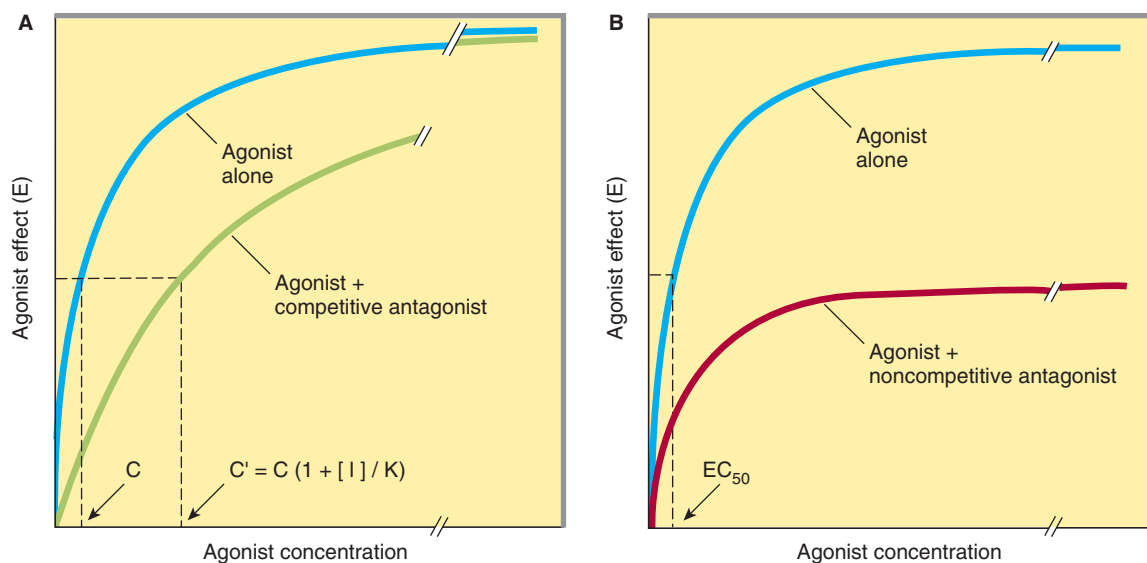 A
Agonist effect (E)
Agonist
alone
Agonist +
competitive antagonist
C
C' = C (1 + [ I ] / K)
Agonist concentration
B
Agonist effect (E)
Agonist
alone
Agonist +
noncompetitive antagonist
EC50
Agonist concentration